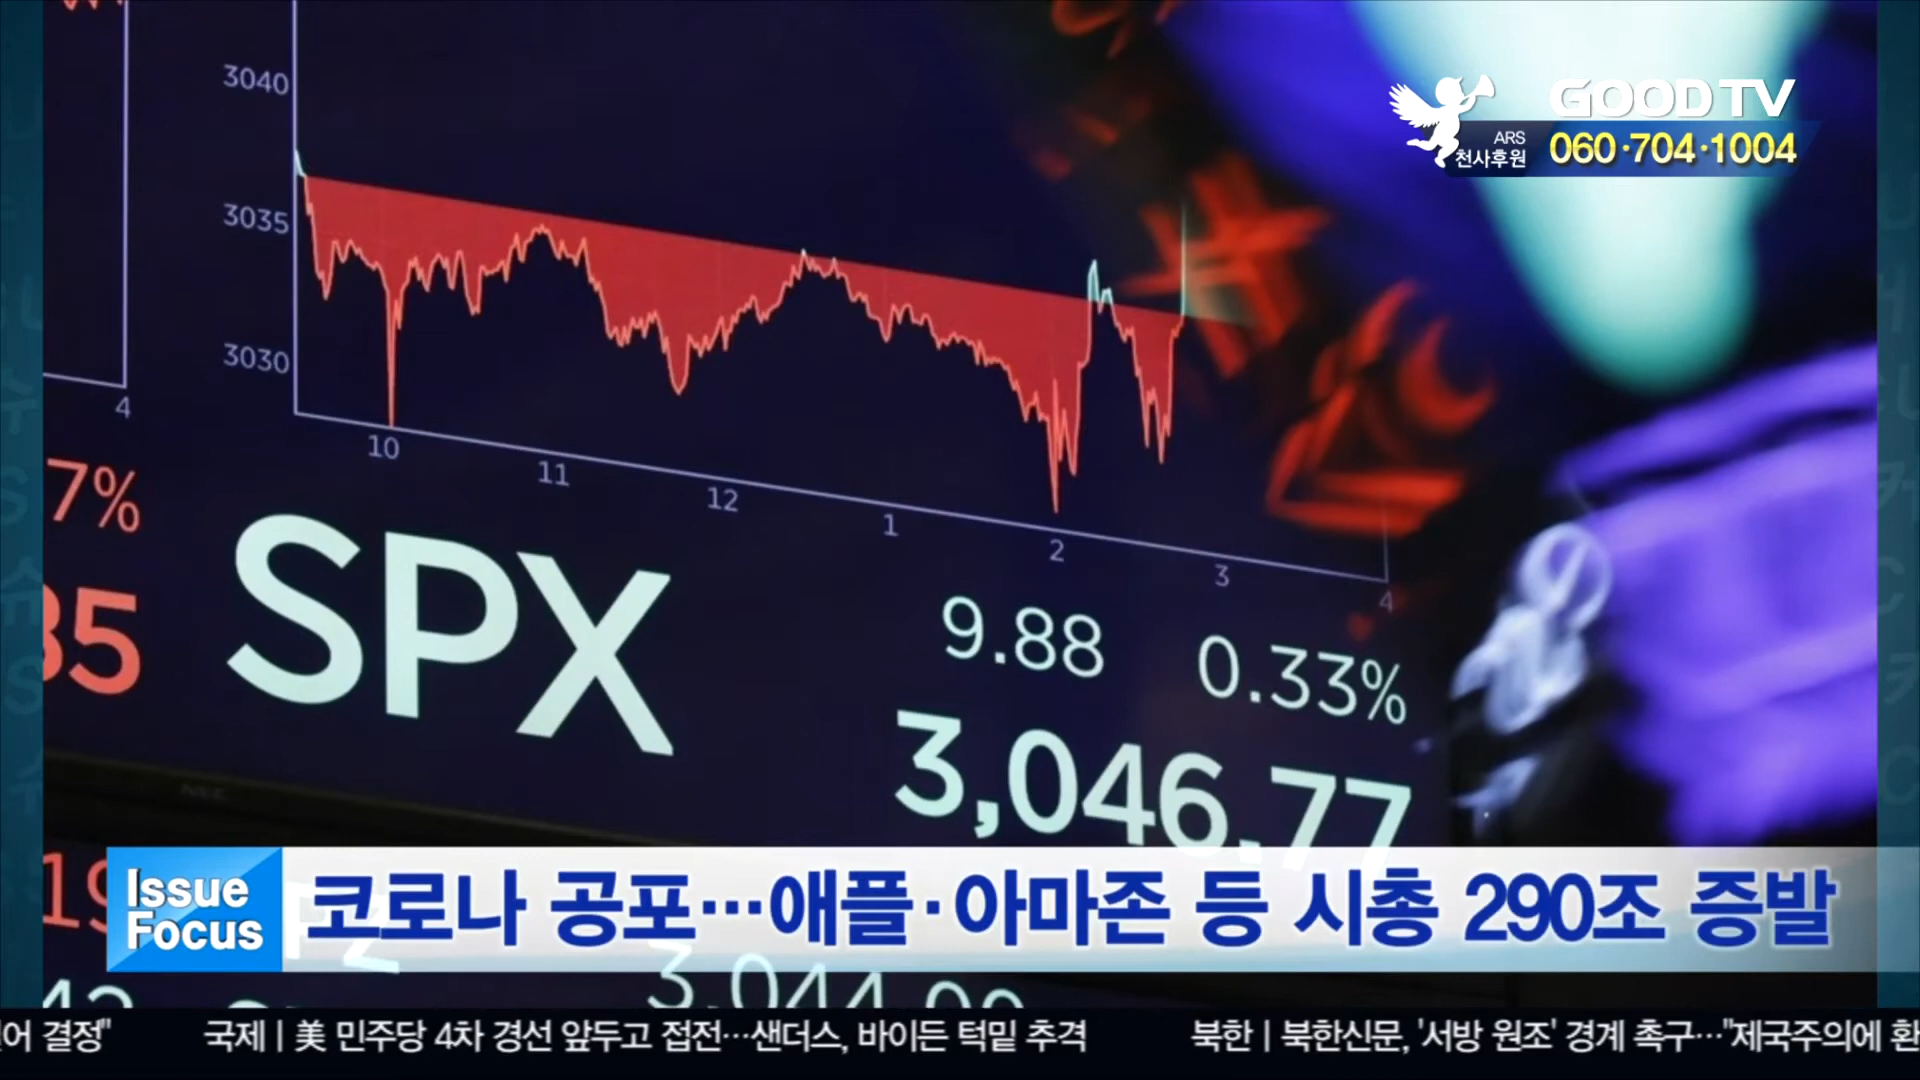 GOODTV
ARS
천사후원 060·704·1004
3040
3035
3030
4
10
11
12
1
2
3
4
7%
35
SPX
9.88 0.33%
3,046.77
19
Issue
Focus
코로나 공포…애플·아마존 등 시총 290조 증발
3,044.00
어 결정" 국제 | 美 민주당 4차 경선 앞두고 접전…샌더스, 바이든 턱밑 추격 북한 | 북한신문, '서방 원조' 경계 촉구…"제국주의에 환